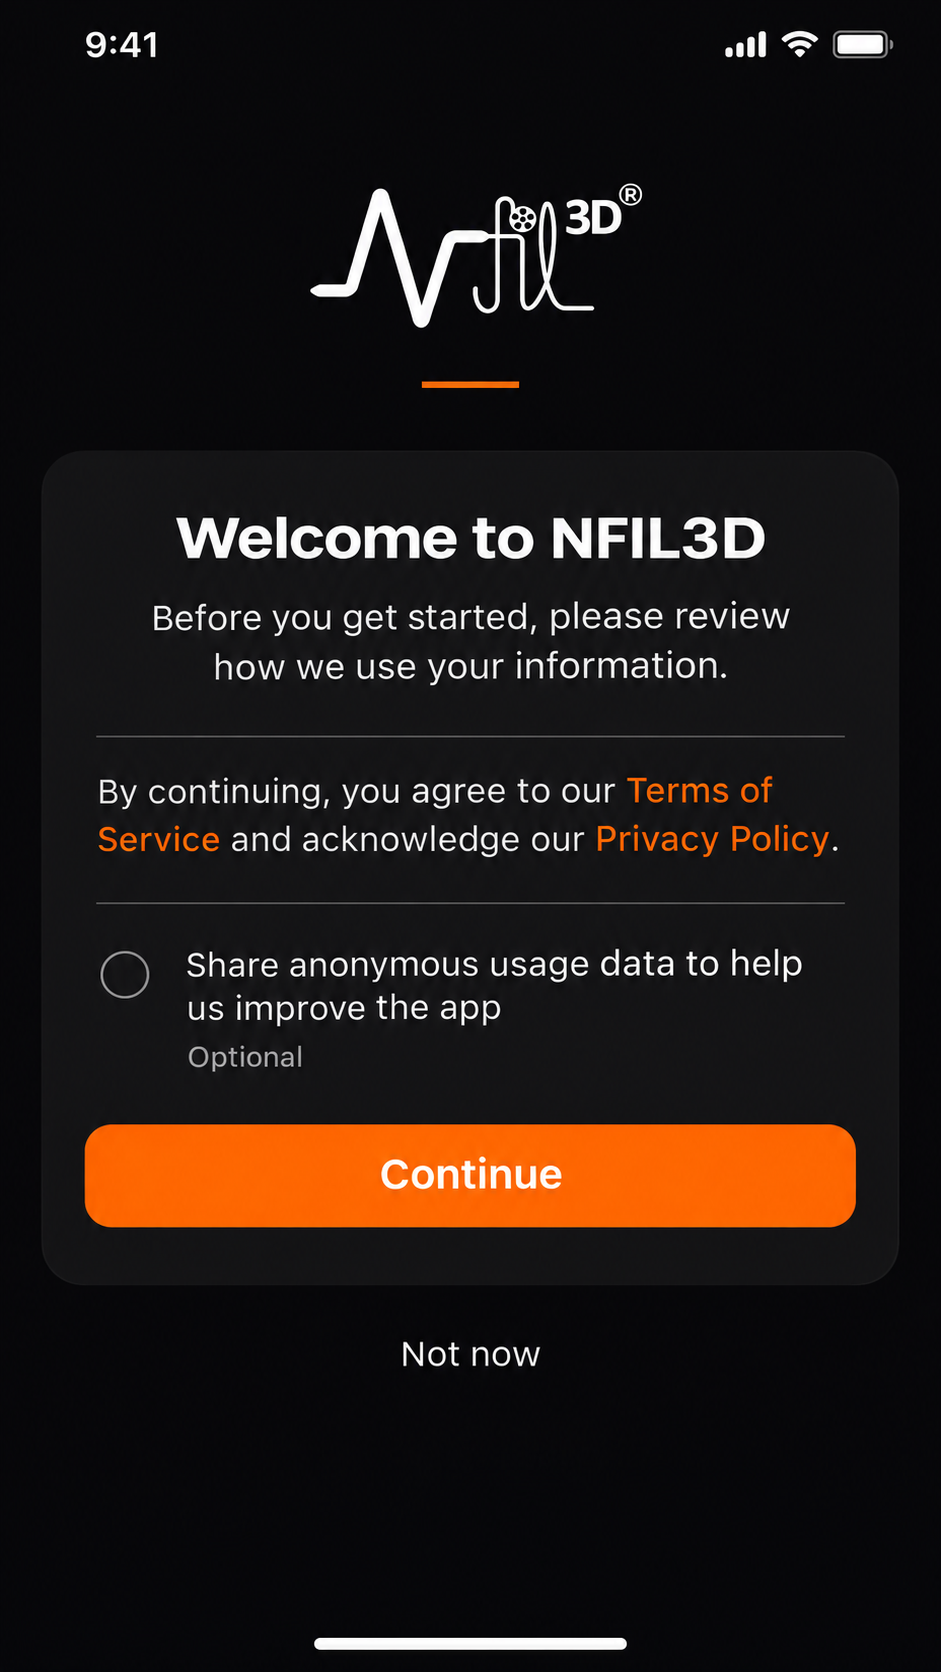 9:41
Nfil 3D®
Welcome to NFIL3D
Before you get started, please review
how we use your information.
By continuing, you agree to our Terms of
Service and acknowledge our Privacy Policy.
Share anonymous usage data to help
us improve the app
Optional
Continue
Not now